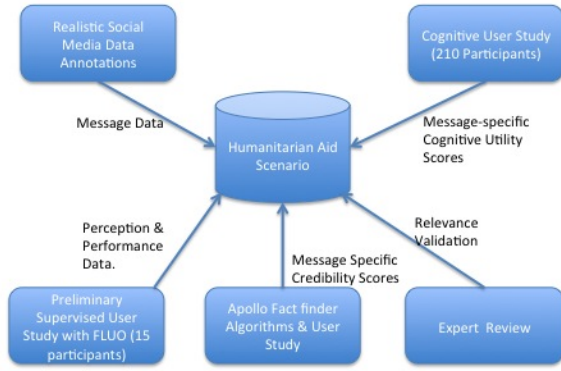 Realistic Social
Media Data
Annotations
Cognitive User Study
(210 Participants)
Message Data
Humanitarian Aid
Scenario
Message-specific
Cognitive Utility
Scores
Perception &
Performance
Data.
Message Specific
Credibility Scores
Relevance
Validation
Preliminary
Supervised User
Study with FLUO (15
participants)
Apollo Fact finder
Algorithms & User
Study
Expert Review